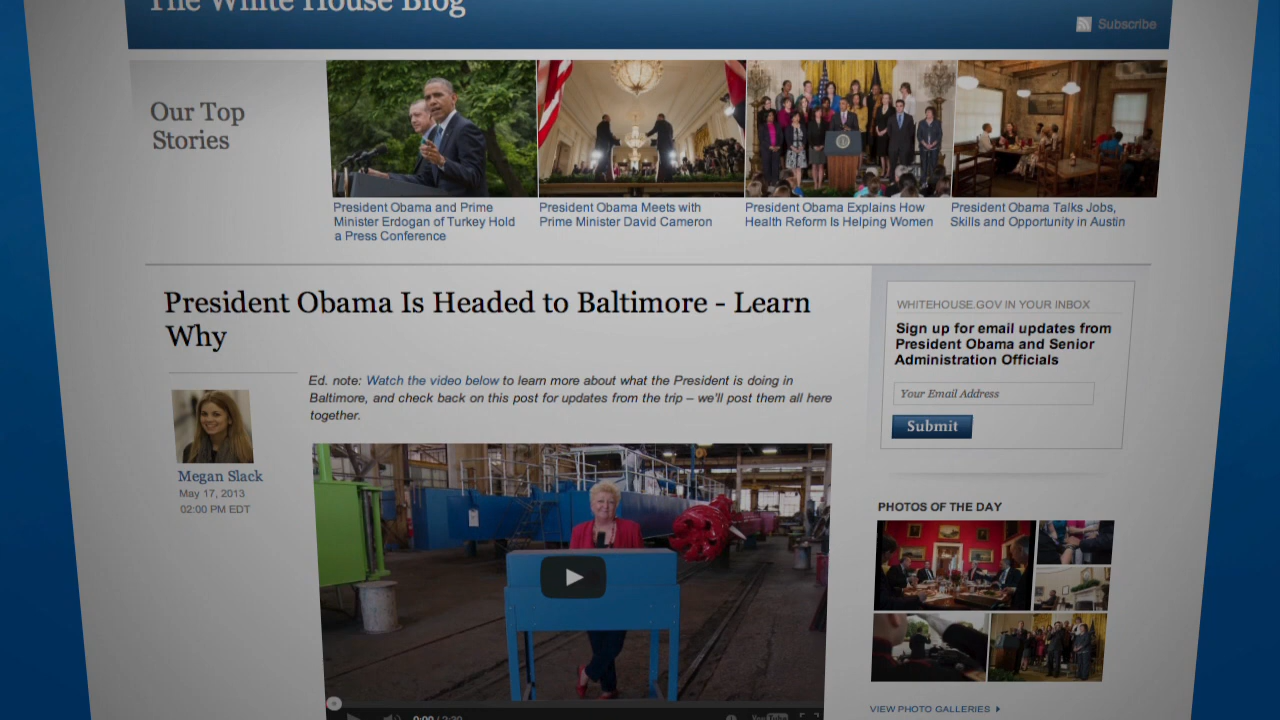 The White House Blog
Subscribe
Our Top
Stories
President Obama and Prime
Minister Erdogan of Turkey Hold
a Press Conference
President Obama Meets with
Prime Minister David Cameron
President Obama Explains How
Health Reform Is Helping Women
President Obama Talks Jobs,
Skills and Opportunity in Austin
President Obama Is Headed to Baltimore - Learn
Why
Megan Slack
May 17, 2013
02:00 PM EDT
Ed. note: Watch the video below to learn more about what the President is doing in
Baltimore, and check back on this post for updates from the trip – we'll post them all here
together.
0:00 / 2:30
YouTube
WHITEHOUSE.GOV IN YOUR INBOX
Sign up for email updates from
President Obama and Senior
Administration Officials
Your Email Address
Submit
PHOTOS OF THE DAY
VIEW PHOTO GALLERIES